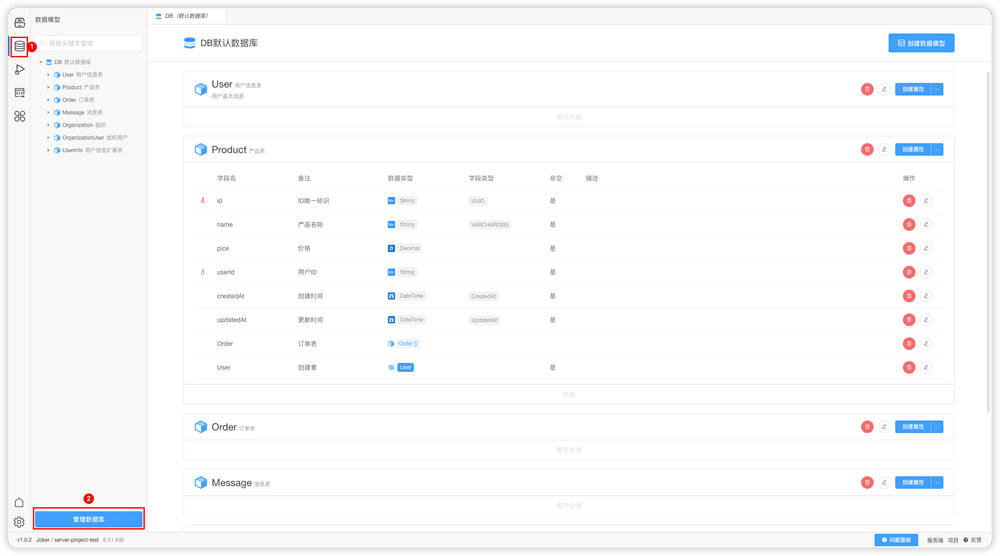 数据模型
DB（默认数据库）
根据关键字查询
1
DB 默认数据库
User 用户信息表
Product 产品表
Order 订单表
Message 消息表
Organization 组织
OrganizationUser 组织用户
UserInfo 用户信息扩展表
DB默认数据库
创建数据模型
User 用户信息表
用户基本信息
创建属性
展开详情
Product 产品表
创建属性
字段名 备注 数据类型 字段类型 非空 描述 操作
id ID唯一标识 String UUID 是
name 产品名称 String VARCHAR(100) 是
pice 价格 Decimal 是
userId 用户ID String 是
createdAt 创建时间 DateTime CreatedAt 是
updatedAt 更新时间 DateTime UpdatedAt 是
Order 订单表 Order []
User 创建者 User 是
收起
Order 订单表
创建属性
展开详情
Message 消息表
创建属性
展开详情
2
管理数据库
v1.0.2 Joker / server-project-test 6.51 KiB
问题面板 服务端 项目 反馈